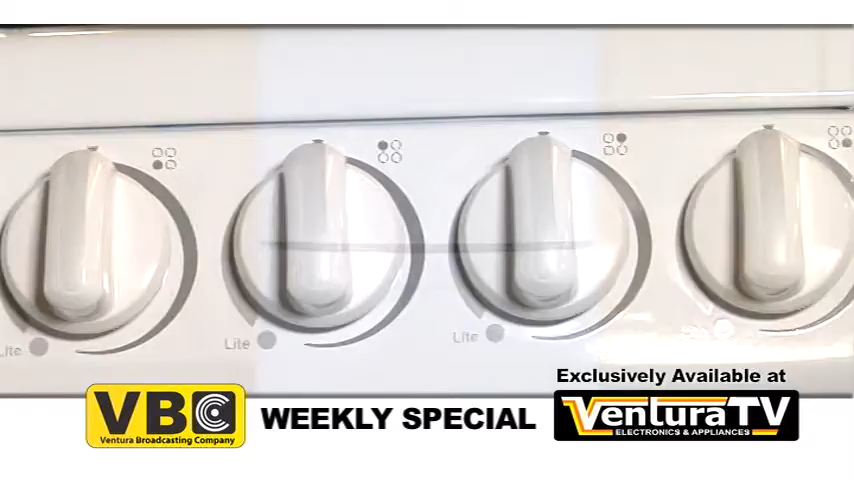 Lite
Lite
Lite
Exclusively Available at
VBC
Ventura Broadcasting Company
WEEKLY SPECIAL
VenturaTV
ELECTRONICS & APPLIANCES